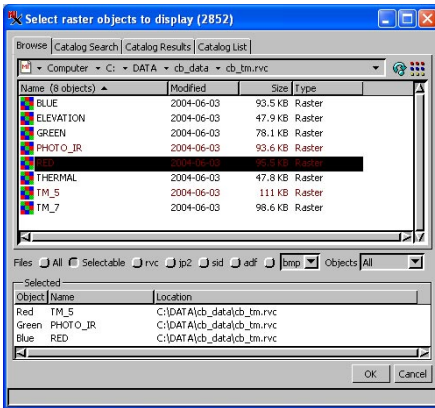 Select raster objects to display (2852)
Browse Catalog Search Catalog Results Catalog List
Computer C: DATA cb_data cb_tm.rvc
Name (8 objects) Modified Size Type
BLUE 2004-06-03 93.5 KB Raster
ELEVATION 2004-06-03 47.9 KB Raster
GREEN 2004-06-03 78.1 KB Raster
PHOTO_IR 2004-06-03 93.6 KB Raster
RED 2004-06-03 95.5 KB Raster
THERMAL 2004-06-03 47.8 KB Raster
TM_5 2004-06-03 111 KB Raster
TM_7 2004-06-03 98.6 KB Raster
Files All Selectable rvc jp2 sid adf bmp Objects All
Selected
Object Name Location
Red TM_5 C:\DATA\cb_data\cb_tm.rvc
Green PHOTO_IR C:\DATA\cb_data\cb_tm.rvc
Blue RED C:\DATA\cb_data\cb_tm.rvc
OK Cancel